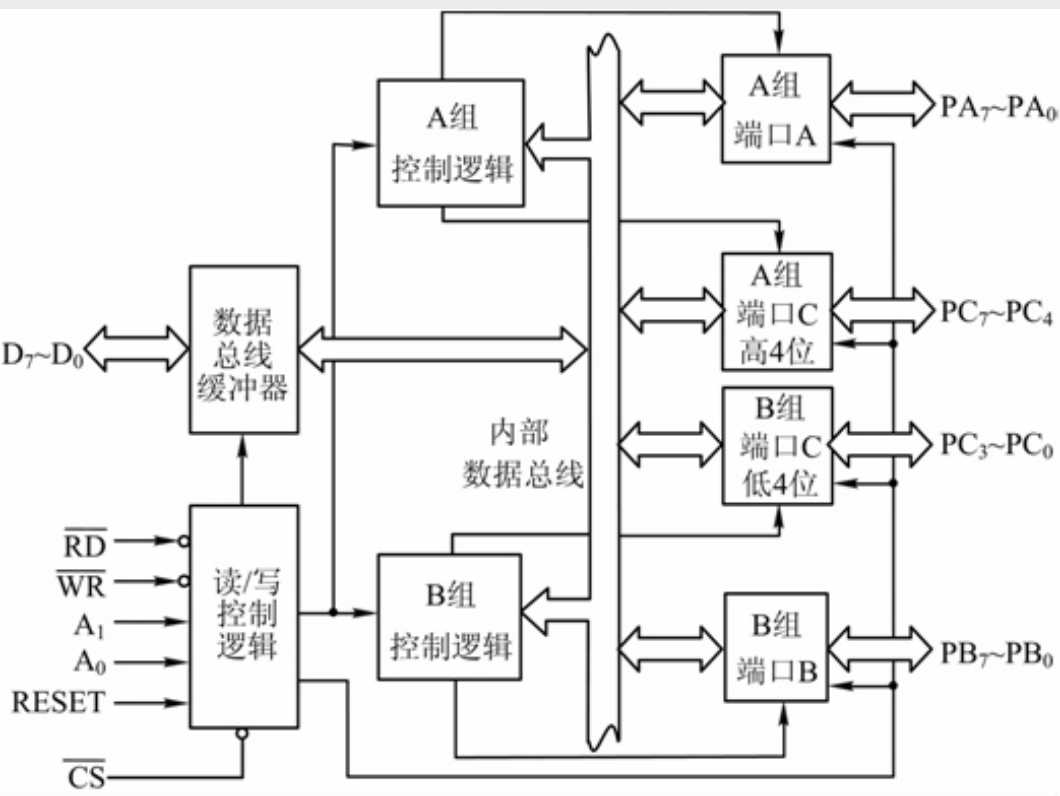 A组
控制逻辑
A组
端口A
PA₇~PA₀
A组
端口C
高4位
PC₇~PC₄
数据
总线
缓冲器
D₇~D₀
内部
数据总线
B组
端口C
低4位
PC₃~PC₀
R̅D̅
W̅R̅
A₁
A₀
RESET
C̅S̅
读/写
控制
逻辑
B组
控制逻辑
B组
端口B
PB₇~PB₀